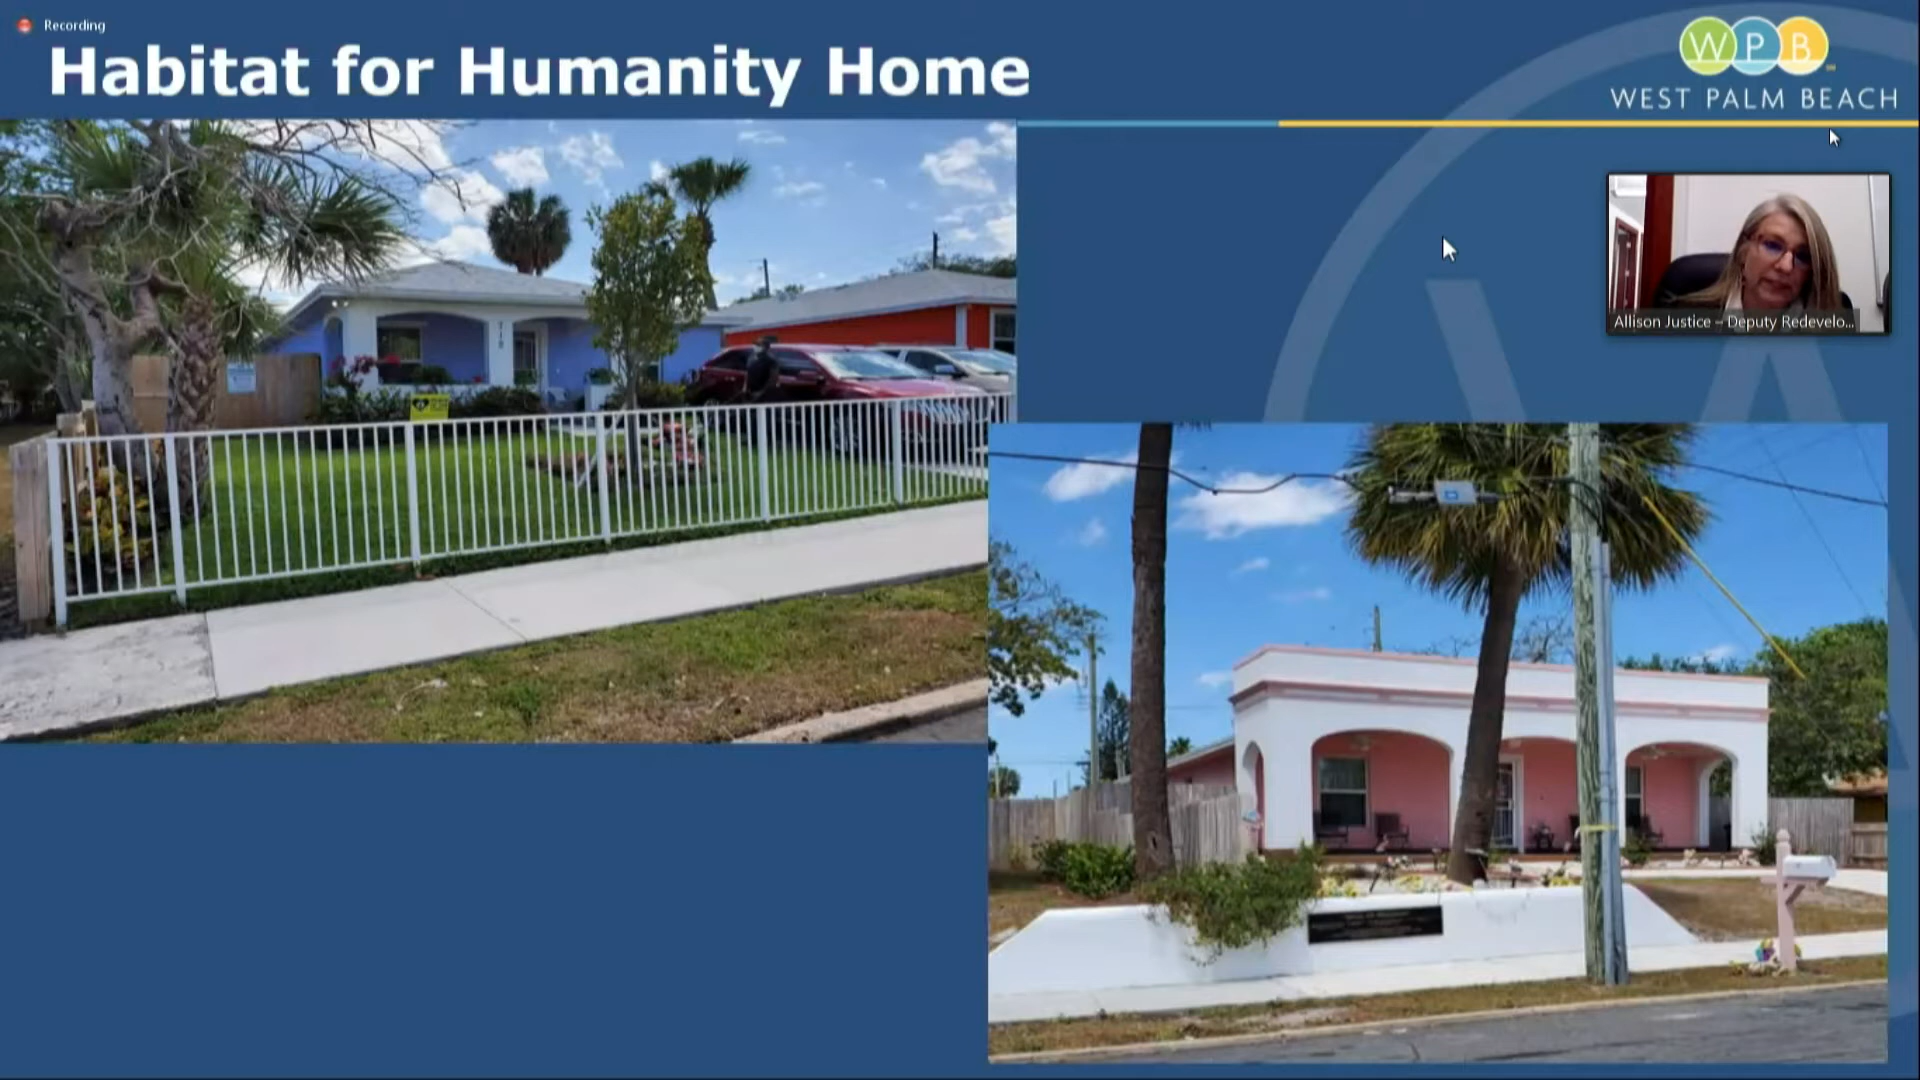 Recording
Habitat for Humanity Home
WPB
WEST PALM BEACH
Allison Justice – Deputy Redevelo...